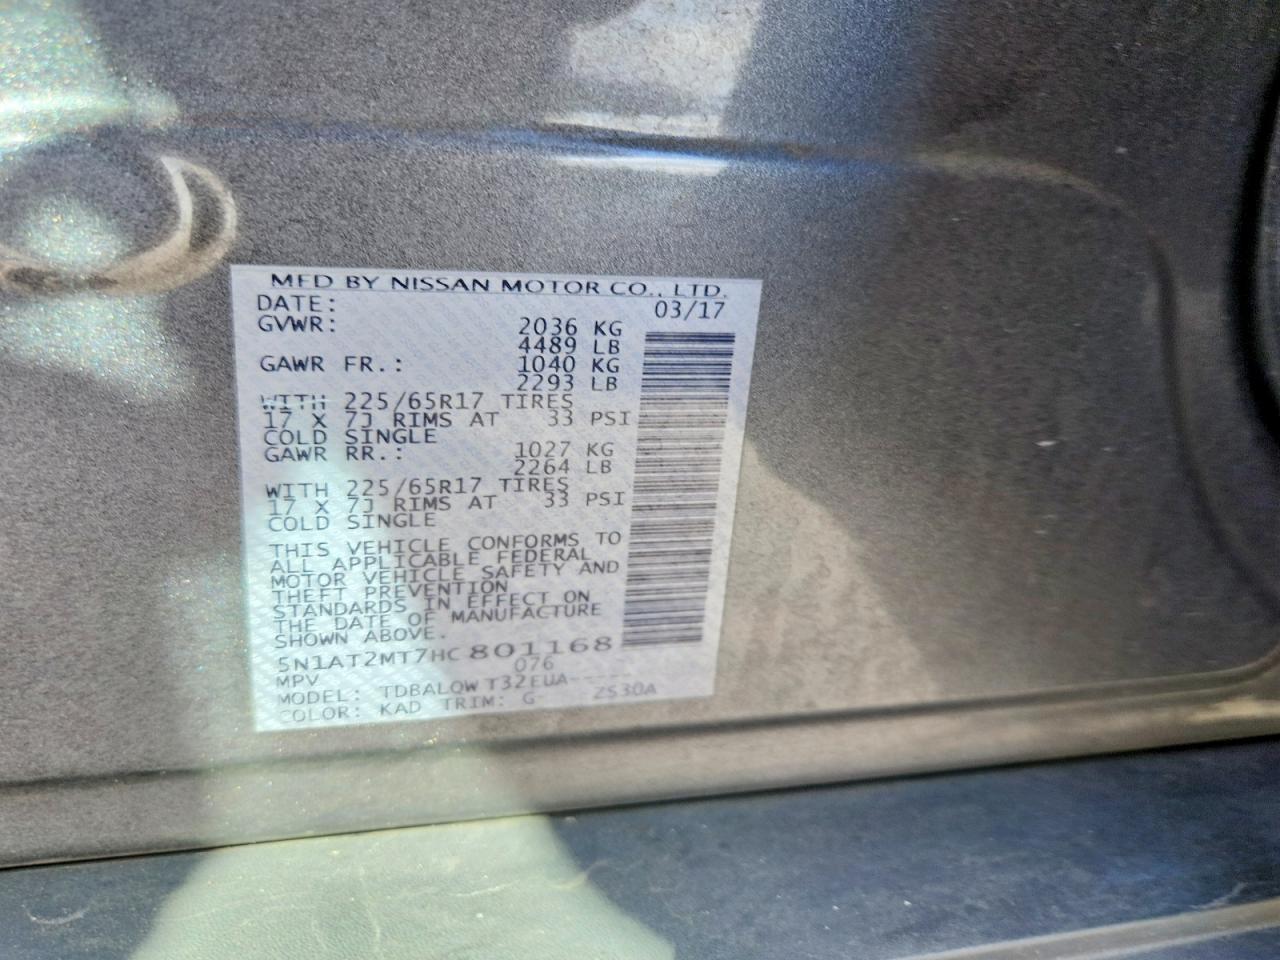 MFD BY NISSAN MOTOR CO., LTD.
DATE: 03/17
GVWR: 2036 KG
4489 LB
GAWR FR.: 1040 KG
2293 LB
WITH 225/65R17 TIRES
17 X 7J RIMS AT 33 PSI
COLD SINGLE
GAWR RR.: 1027 KG
2264 LB
WITH 225/65R17 TIRES
17 X 7J RIMS AT 33 PSI
COLD SINGLE
THIS VEHICLE CONFORMS TO
ALL APPLICABLE FEDERAL
MOTOR VEHICLE SAFETY AND
THEFT PREVENTION
STANDARDS IN EFFECT ON
THE DATE OF MANUFACTURE
SHOWN ABOVE.
5N1AT2MT7HC801168
MPV 076
MODEL: TDBALQW T32EUA-----
COLOR: KAD TRIM: G- ZS30A